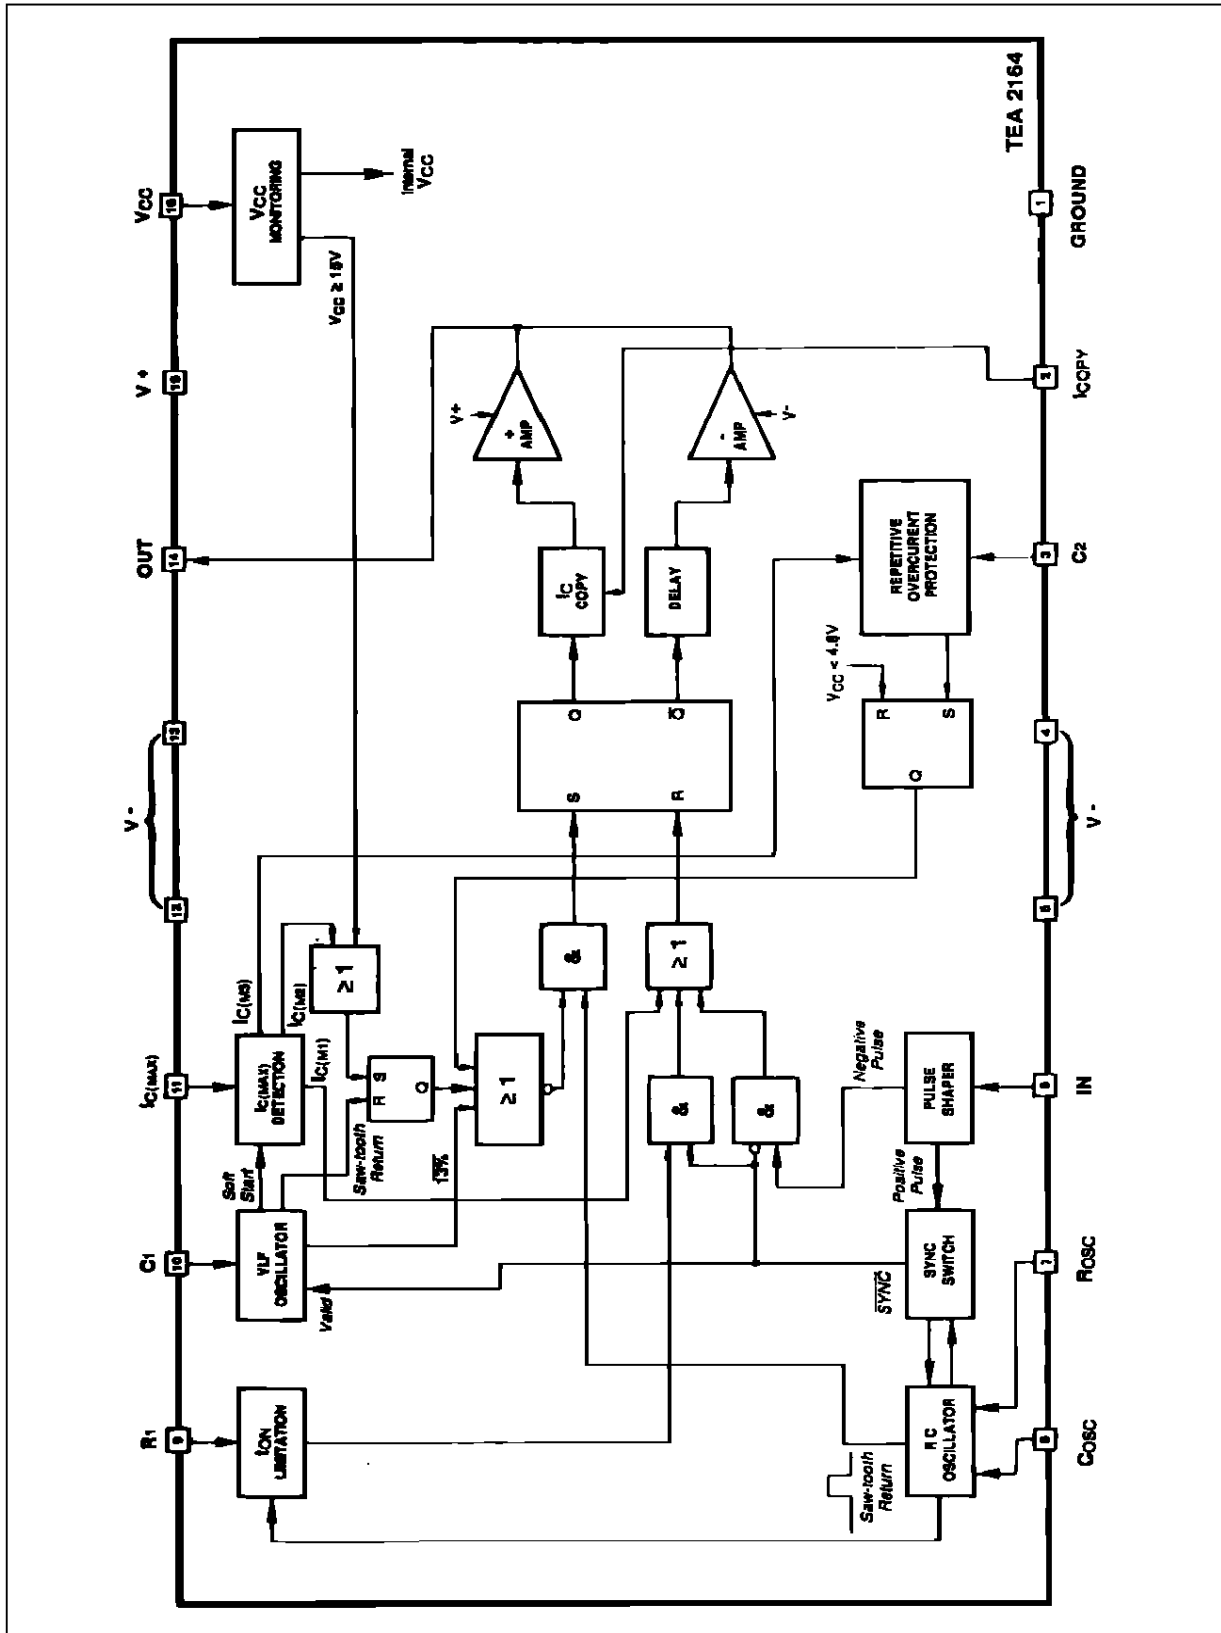 TEA 2164
VCC
16
VCC
MONITORING
Internal
VCC
VCC ≥ 15V
V +
15
OUT
14
V+
+
AMP
-
AMP
V-
ICOPY
2
GROUND
1
IC
COPY
DELAY
REPETITIVE
OVERCURENT
PROTECTION
C2
3
VCC < 4.8V
R
S
Q
S
R
Q
Q̅
V -
13
12
4
5
V -
IC(MAX)
11
IC(MAX)
DETECTION
IC(M3)
IC(M2)
IC(M1)
≥ 1
R
S
Q
≥ 1
&
≥ 1
&
&
Negative
Pulse
PULSE
SHAPER
IN
6
Positive
Pulse
C1
10
VLF
OSCILLATOR
Soft
Start
Saw-tooth
Return
13%
Valid
SYNC
SYNC
SWITCH
ROSC
7
R1
9
tON
LIMITATION
Saw-tooth
Return
RC
OSCILLATOR
COSC
8